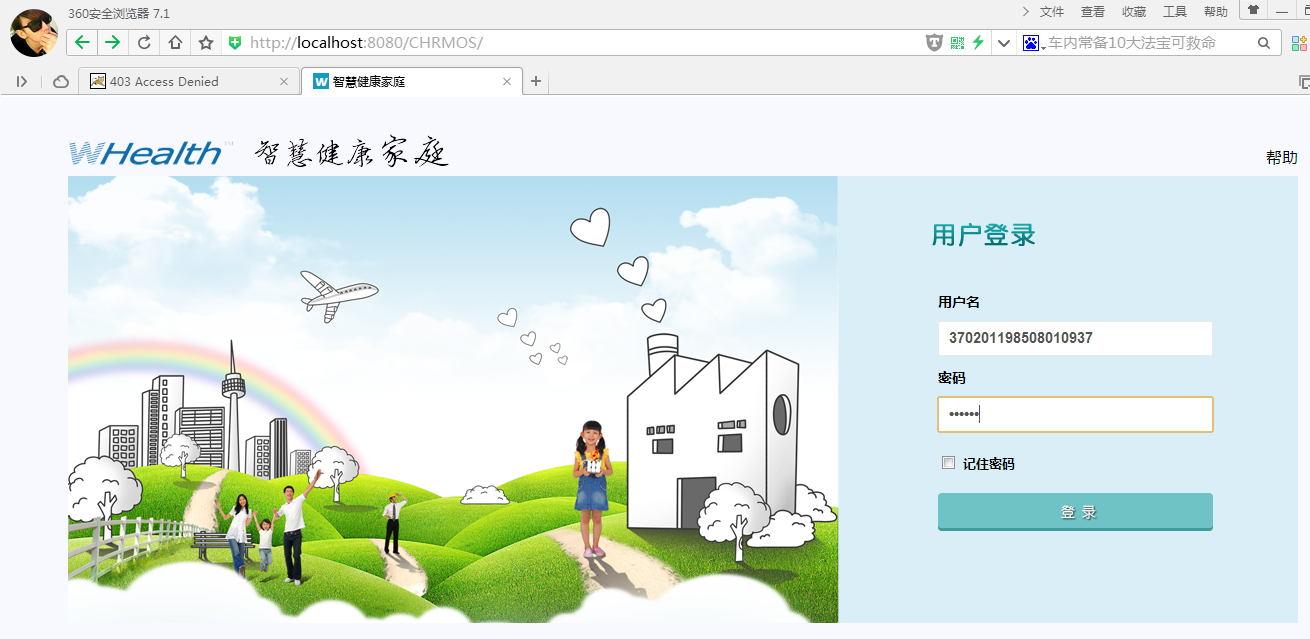 360安全浏览器 7.1
文件 查看 收藏 工具 帮助
http://localhost:8080/CHRMOS/
车内常备10大法宝可救命
403 Access Denied
W 智慧健康家庭
WHealth™ 智慧健康家庭
帮助
用户登录
用户名
370201198508010937
密码
••••••
记住密码
登 录